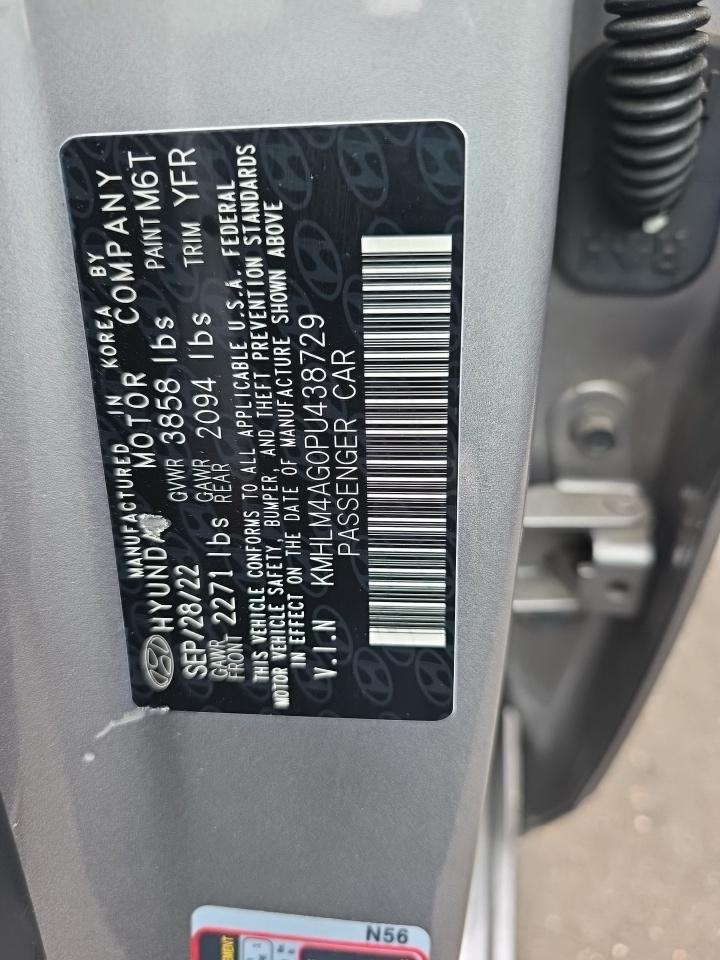 MANUFACTURED IN KOREA BY
HYUNDAI MOTOR COMPANY
SEP/28/22 GVWR 3858 lbs PAINT M6T
GAWR FRONT 2271 lbs GAWR REAR 2094 lbs TRIM YFR
THIS VEHICLE CONFORMS TO ALL APPLICABLE U.S.A. FEDERAL
MOTOR VEHICLE SAFETY, BUMPER, AND THEFT PREVENTION STANDARDS
IN EFFECT ON THE DATE OF MANUFACTURE SHOWN ABOVE
V.I.N KMHLM4AG0PU438729
PASSENGER CAR
N56